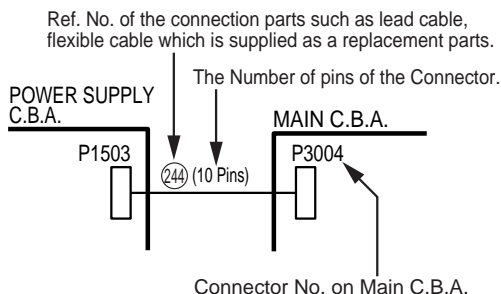 Ref. No. of the connection parts such as lead cable,
flexible cable which is supplied as a replacement parts.
The Number of pins of the Connector.
POWER SUPPLY
C.B.A.
MAIN C.B.A.
P1503
244 (10 Pins)
P3004
Connector No. on Main C.B.A.